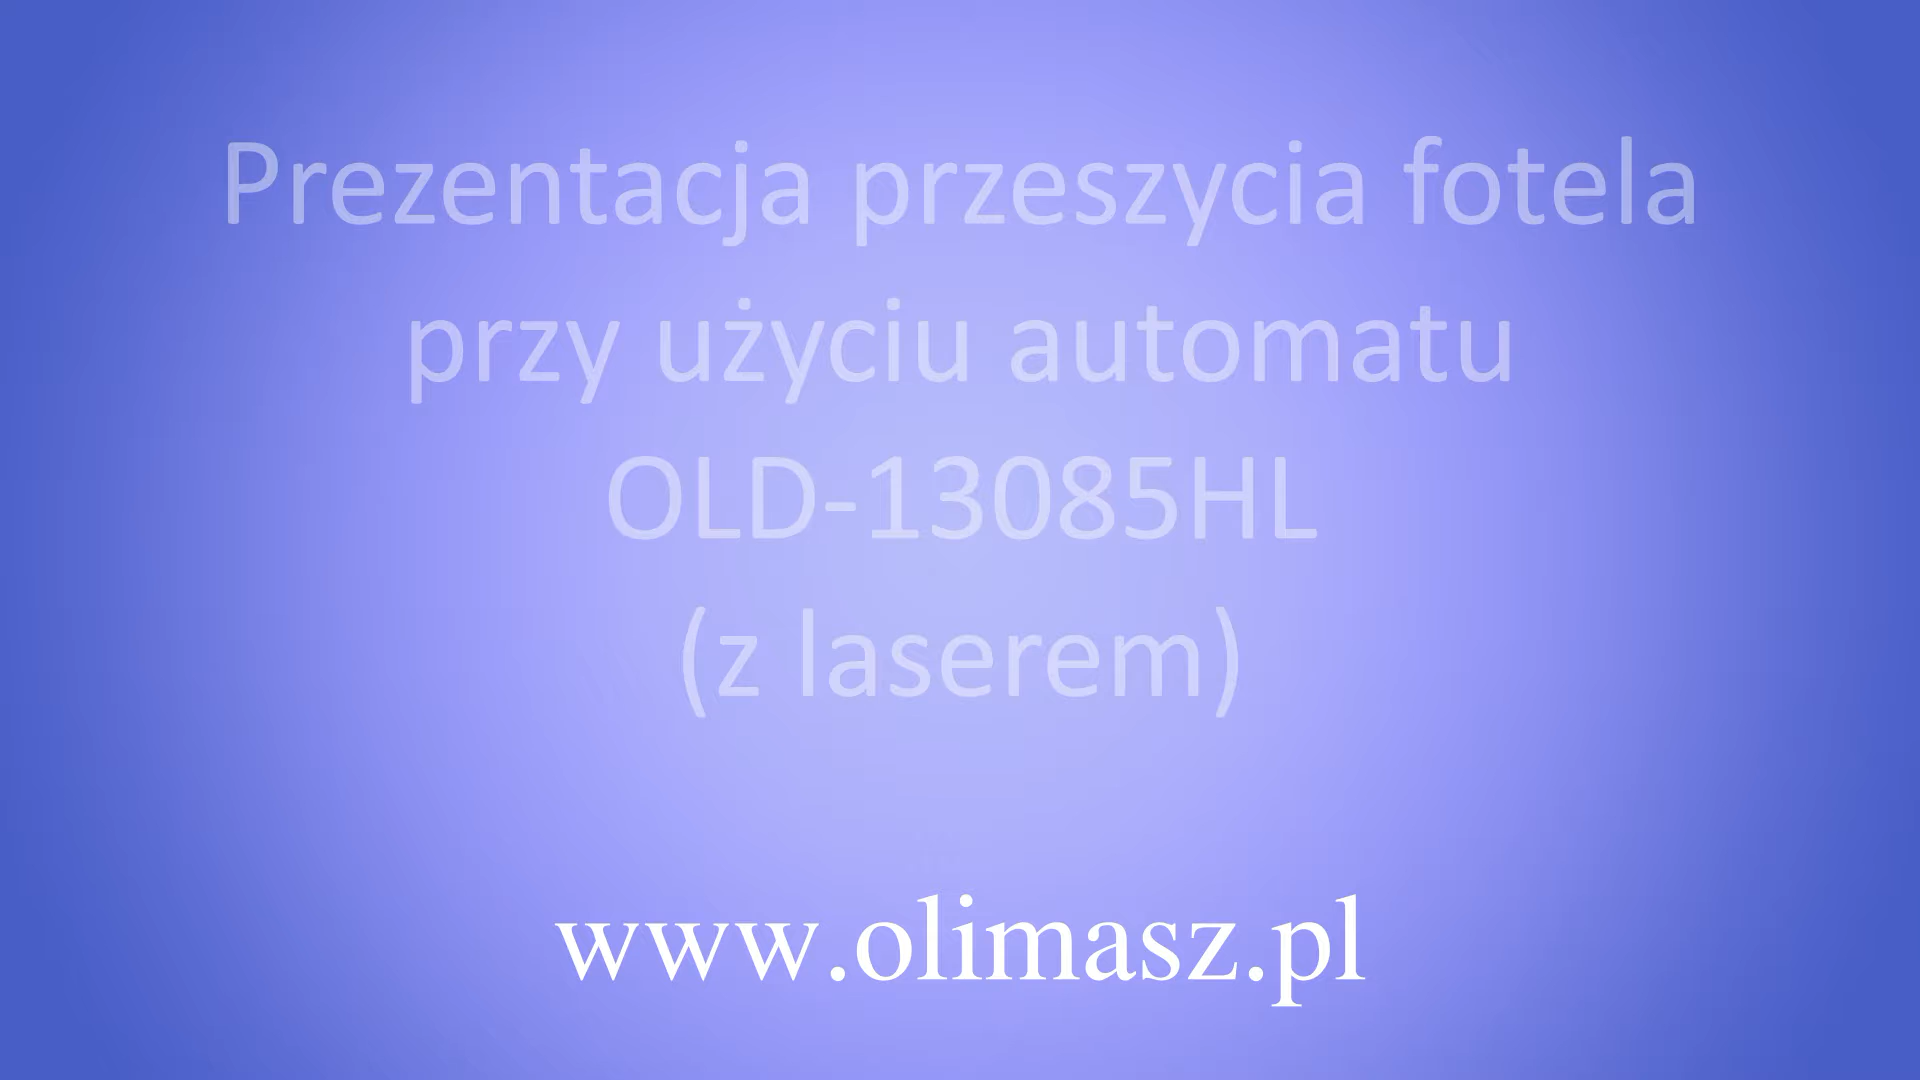 Prezentacja przeszycia fotela
przy użyciu automatu
OLD-13085HL
(z laserem)
www.olimasz.pl